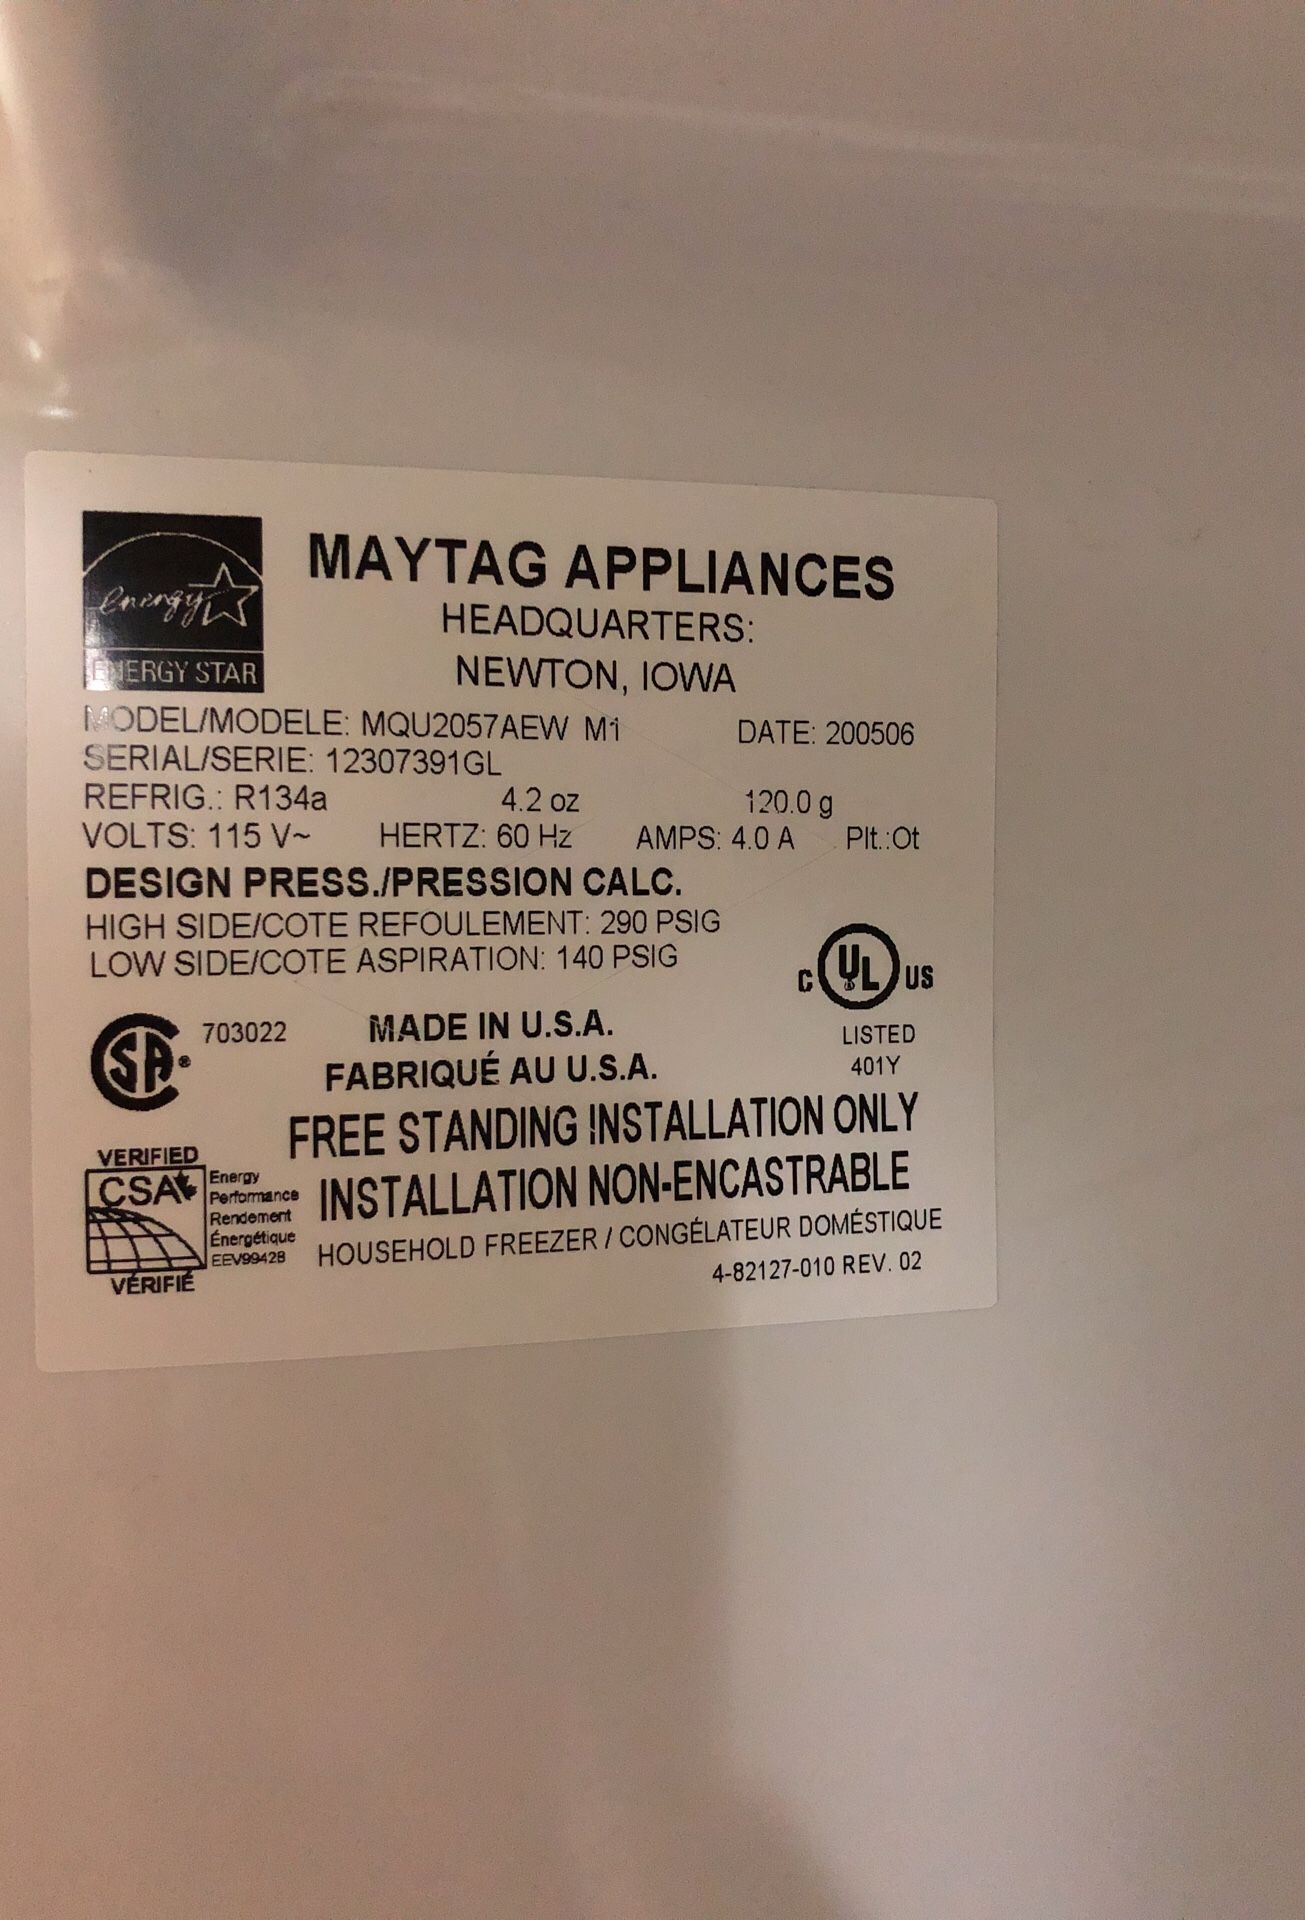 energy
ENERGY STAR
MAYTAG APPLIANCES
HEADQUARTERS:
NEWTON, IOWA
MODEL/MODELE: MQU2057AEW M1 DATE: 200506
SERIAL/SERIE: 12307391GL
REFRIG.: R134a 4.2 oz 120.0 g
VOLTS: 115 V~ HERTZ: 60 Hz AMPS: 4.0 A Plt.:Ot
DESIGN PRESS./PRESSION CALC.
HIGH SIDE/COTE REFOULEMENT: 290 PSIG
LOW SIDE/COTE ASPIRATION: 140 PSIG
C UL US
LISTED
401Y
SA® 703022
MADE IN U.S.A.
FABRIQUÉ AU U.S.A.
FREE STANDING INSTALLATION ONLY
INSTALLATION NON-ENCASTRABLE
HOUSEHOLD FREEZER / CONGÉLATEUR DOMÉSTIQUE
4-82127-010 REV. 02
VERIFIED
CSA
Energy
Performance
Rendement
Énergétique
EEV99428
VÉRIFIÉ